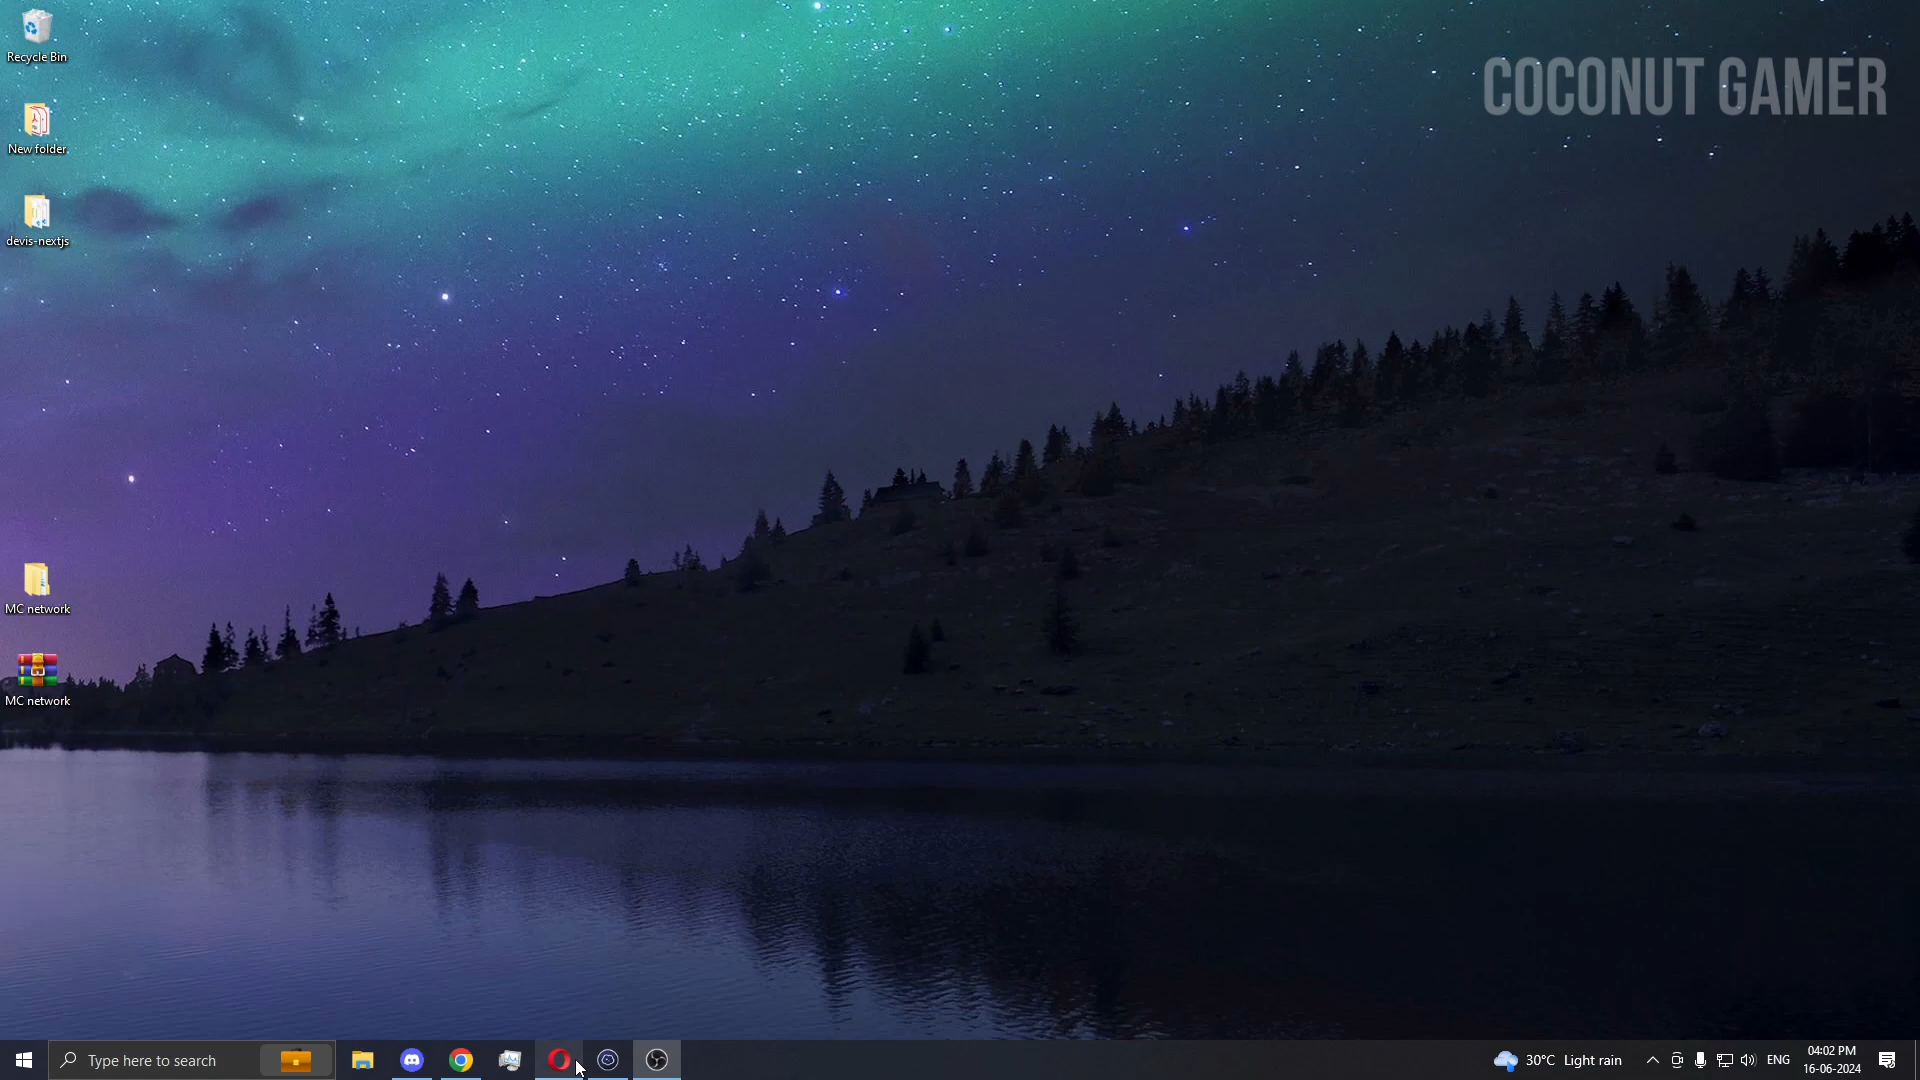 Recycle Bin
COCONUT GAMER
New folder
devis-nextjs
MC network
MC network
Type here to search
30°C Light rain
ENG
04:02 PM
16-06-2024